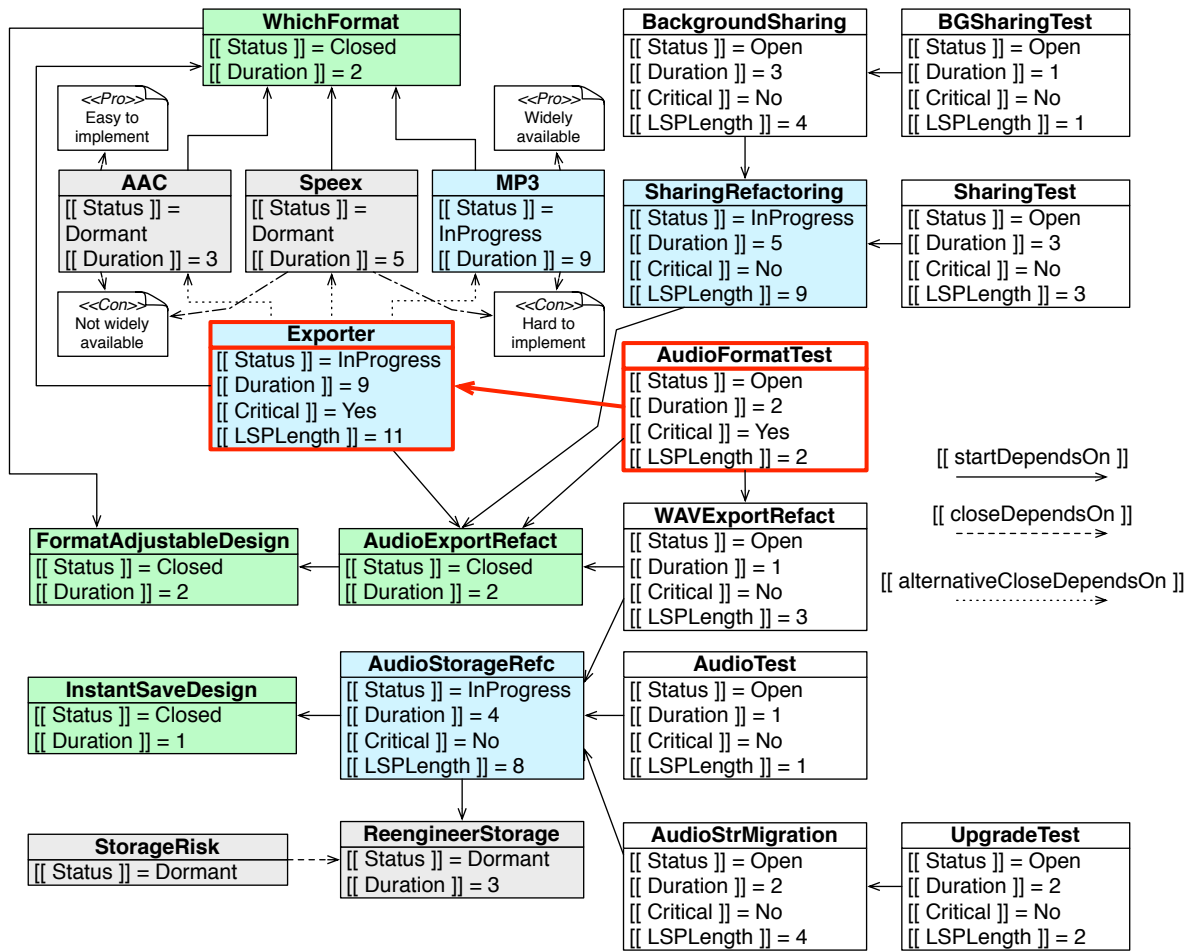 WhichFormat
[[ Status ]] = Closed
[[ Duration ]] = 2
BackgroundSharing
[[ Status ]] = Open
[[ Duration ]] = 3
[[ Critical ]] = No
[[ LSPLength ]] = 4
BGSharingTest
[[ Status ]] = Open
[[ Duration ]] = 1
[[ Critical ]] = No
[[ LSPLength ]] = 1
<<Pro>>
Easy to
implement
<<Pro>>
Widely
available
AAC
[[ Status ]] =
Dormant
[[ Duration ]] = 3
Speex
[[ Status ]] =
Dormant
[[ Duration ]] = 5
MP3
[[ Status ]] =
InProgress
[[ Duration ]] = 9
SharingRefactoring
[[ Status ]] = InProgress
[[ Duration ]] = 5
[[ Critical ]] = No
[[ LSPLength ]] = 9
SharingTest
[[ Status ]] = Open
[[ Duration ]] = 3
[[ Critical ]] = No
[[ LSPLength ]] = 3
<<Con>>
Not widely
available
<<Con>>
Hard to
implement
Exporter
[[ Status ]] = InProgress
[[ Duration ]] = 9
[[ Critical ]] = Yes
[[ LSPLength ]] = 11
AudioFormatTest
[[ Status ]] = Open
[[ Duration ]] = 2
[[ Critical ]] = Yes
[[ LSPLength ]] = 2
[[ startDependsOn ]]
[[ closeDependsOn ]]
[[ alternativeCloseDependsOn ]]
FormatAdjustableDesign
[[ Status ]] = Closed
[[ Duration ]] = 2
AudioExportRefact
[[ Status ]] = Closed
[[ Duration ]] = 2
WAVExportRefact
[[ Status ]] = Open
[[ Duration ]] = 1
[[ Critical ]] = No
[[ LSPLength ]] = 3
InstantSaveDesign
[[ Status ]] = Closed
[[ Duration ]] = 1
AudioStorageRefc
[[ Status ]] = InProgress
[[ Duration ]] = 4
[[ Critical ]] = No
[[ LSPLength ]] = 8
AudioTest
[[ Status ]] = Open
[[ Duration ]] = 1
[[ Critical ]] = No
[[ LSPLength ]] = 1
StorageRisk
[[ Status ]] = Dormant
ReengineerStorage
[[ Status ]] = Dormant
[[ Duration ]] = 3
AudioStrMigration
[[ Status ]] = Open
[[ Duration ]] = 2
[[ Critical ]] = No
[[ LSPLength ]] = 4
UpgradeTest
[[ Status ]] = Open
[[ Duration ]] = 2
[[ Critical ]] = No
[[ LSPLength ]] = 2